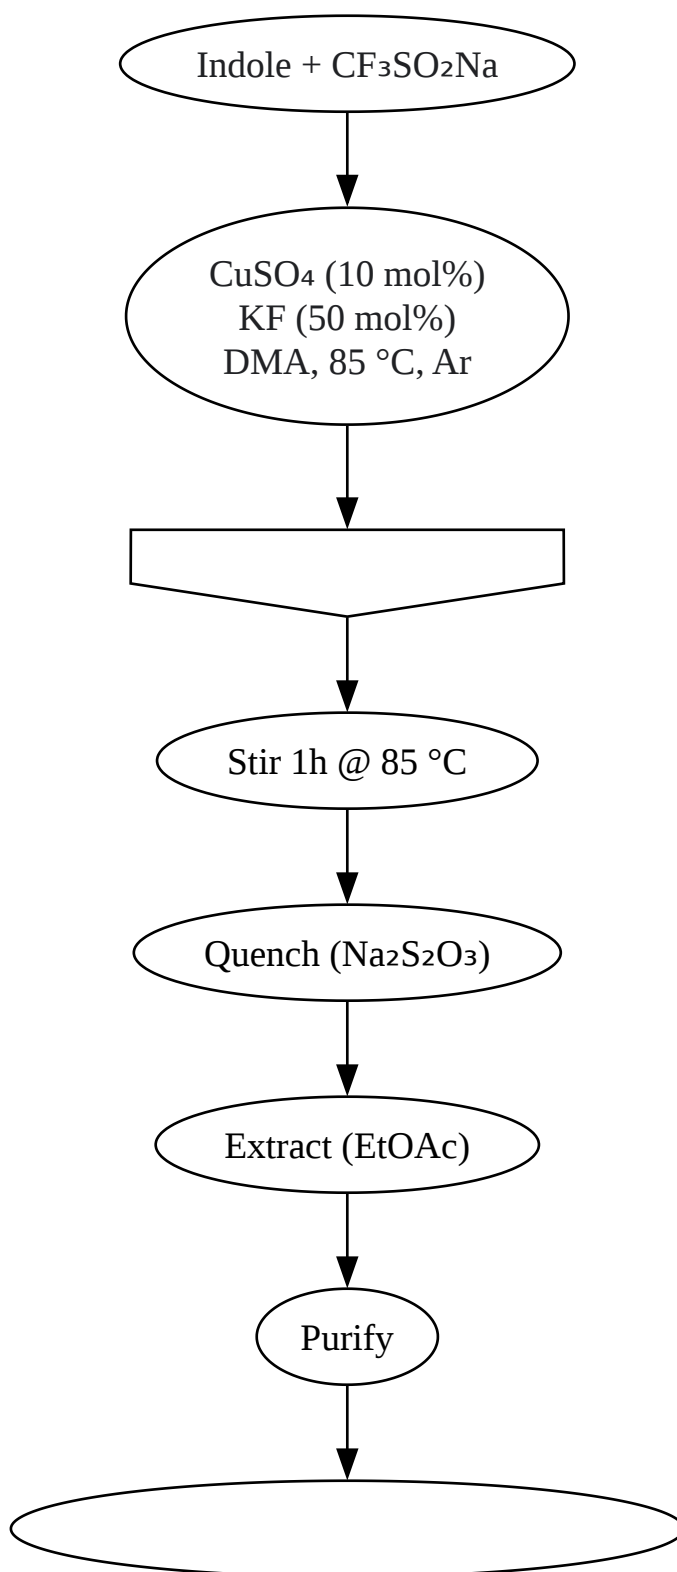 Indole + CF₃SO₂Na
CuSO₄ (10 mol%)
KF (50 mol%)
DMA, 85 °C, Ar
Stir 1h @ 85 °C
Quench (Na₂S₂O₃)
Extract (EtOAc)
Purify